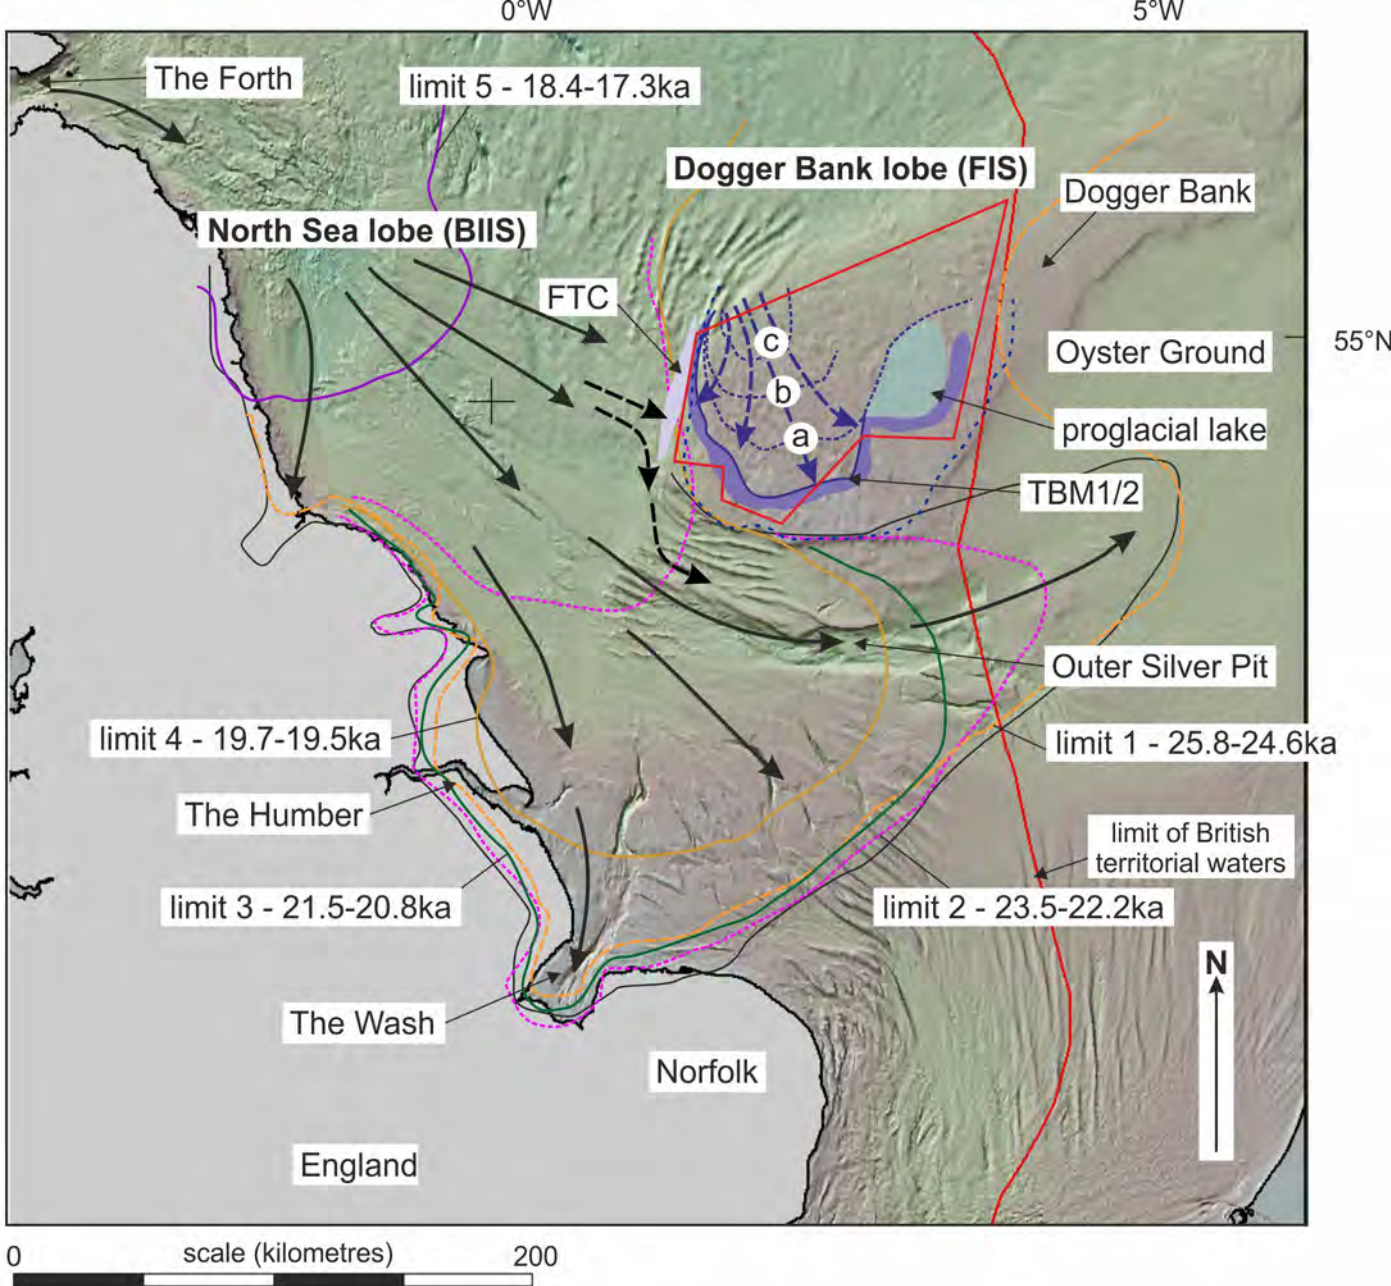 0°W
5°W
The Forth
limit 5 - 18.4-17.3ka
Dogger Bank lobe (FIS)
Dogger Bank
North Sea lobe (BIIS)
FTC
c
55°N
Oyster Ground
b
proglacial lake
a
TBM1/2
Outer Silver Pit
limit 4 - 19.7-19.5ka
limit 1 - 25.8-24.6ka
The Humber
limit of British
territorial waters
limit 3 - 21.5-20.8ka
limit 2 - 23.5-22.2ka
N
The Wash
Norfolk
England
0 scale (kilometres) 200